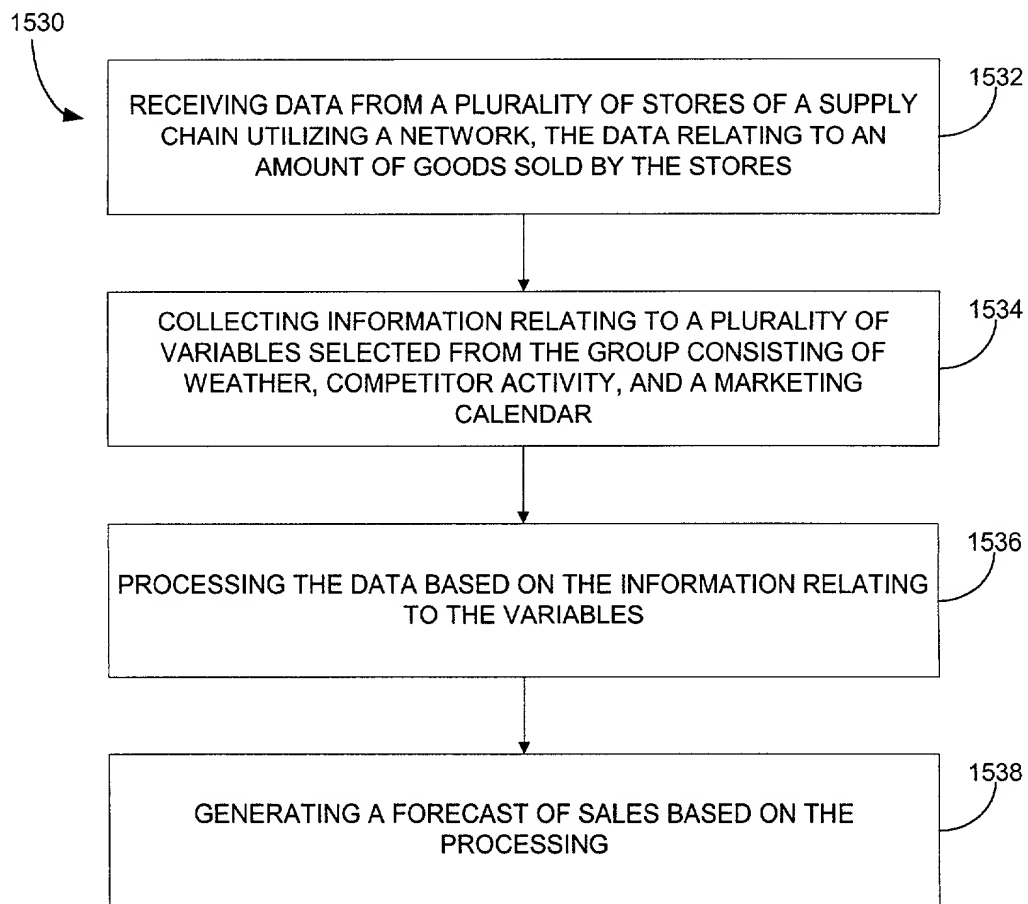 1530
1532
RECEIVING DATA FROM A PLURALITY OF STORES OF A SUPPLY
CHAIN UTILIZING A NETWORK, THE DATA RELATING TO AN
AMOUNT OF GOODS SOLD BY THE STORES
1534
COLLECTING INFORMATION RELATING TO A PLURALITY OF
VARIABLES SELECTED FROM THE GROUP CONSISTING OF
WEATHER, COMPETITOR ACTIVITY, AND A MARKETING
CALENDAR
1536
PROCESSING THE DATA BASED ON THE INFORMATION RELATING
TO THE VARIABLES
1538
GENERATING A FORECAST OF SALES BASED ON THE
PROCESSING